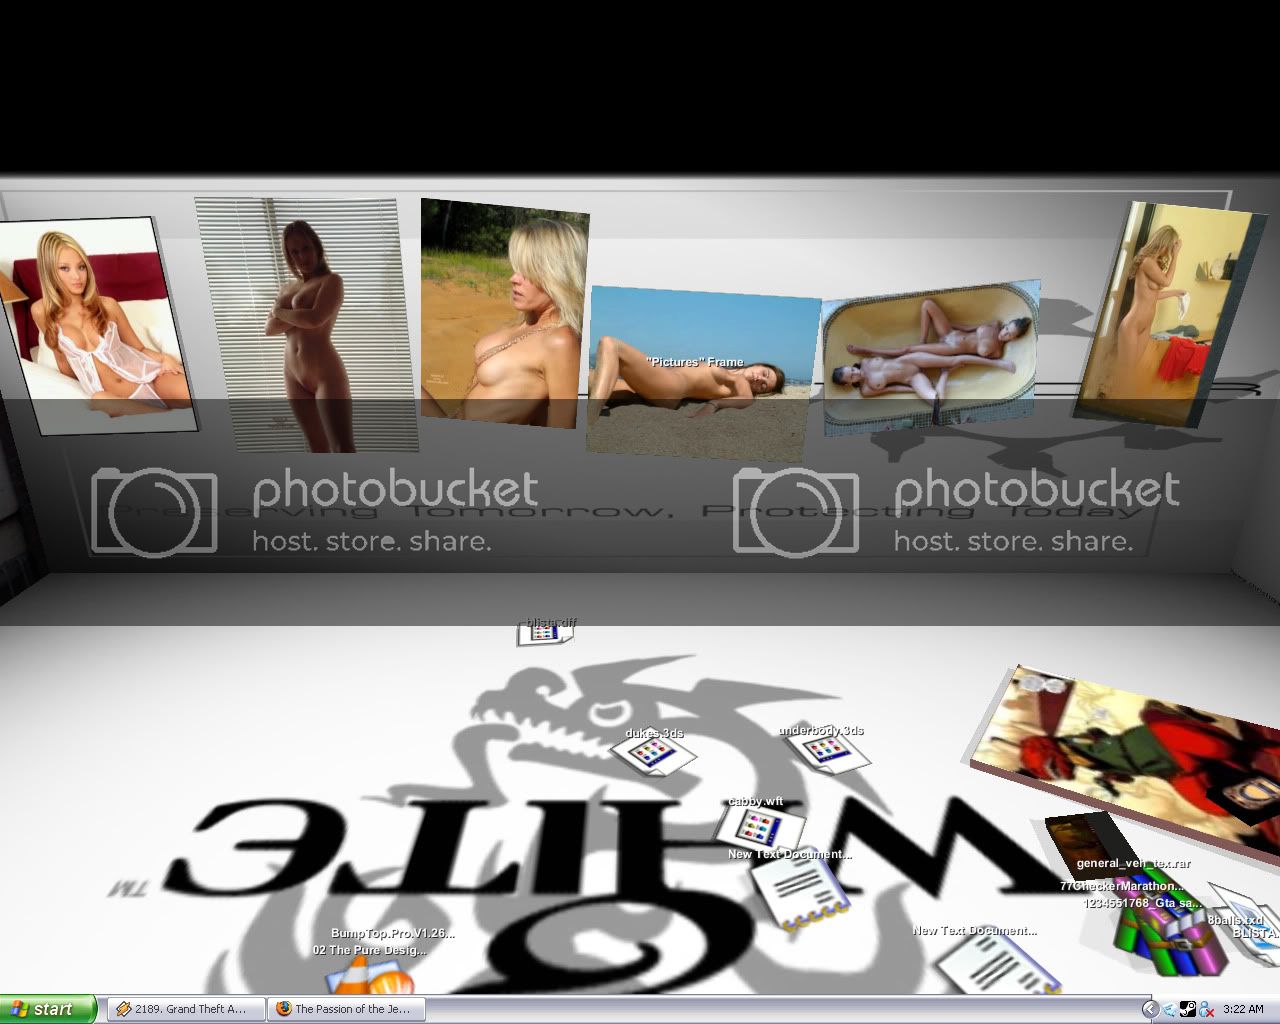 "Pictures" Frame
photobucket
host. store. share.
photobucket
host. store. share.
Preserving Tomorrow, Protecting Today
blista.dff
dukes.3ds
underbody.3ds
cabby.wft
WHITE
TM
New Text Document...
general_veh_tex.rar
77CheckerMarathon...
1234551768_Gta sa...
8balls.txd
BLISTA.
New Text Document...
BumpTop.Pro.V1.26...
02 The Pure Desig...
start
2189. Grand Theft A...
The Passion of the Je...
3:22 AM